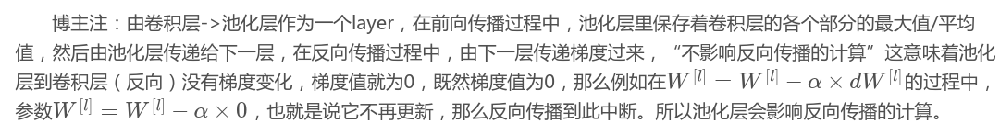 博主注：由卷积层->池化层作为一个layer，在前向传播过程中，池化层里保存着卷积层的各个部分的最大值/平均
值，然后由池化层传递给下一层，在反向传播过程中，由下一层传递梯度过来，“不影响反向传播的计算”这意味着池化
层到卷积层（反向）没有梯度变化，梯度值就为0，既然梯度值为0，那么例如在W^{[l]} = W^{[l]} − α × dW^{[l]}的过程中，
参数W^{[l]} = W^{[l]} − α × 0，也就是说它不再更新，那么反向传播到此中断。所以池化层会影响反向传播的计算。